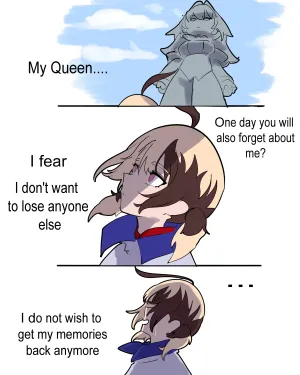 My Queen....
One day you will
also forget about
me?
I fear
I don't want
to lose anyone
else
...
I do not wish to
get my memories
back anymore